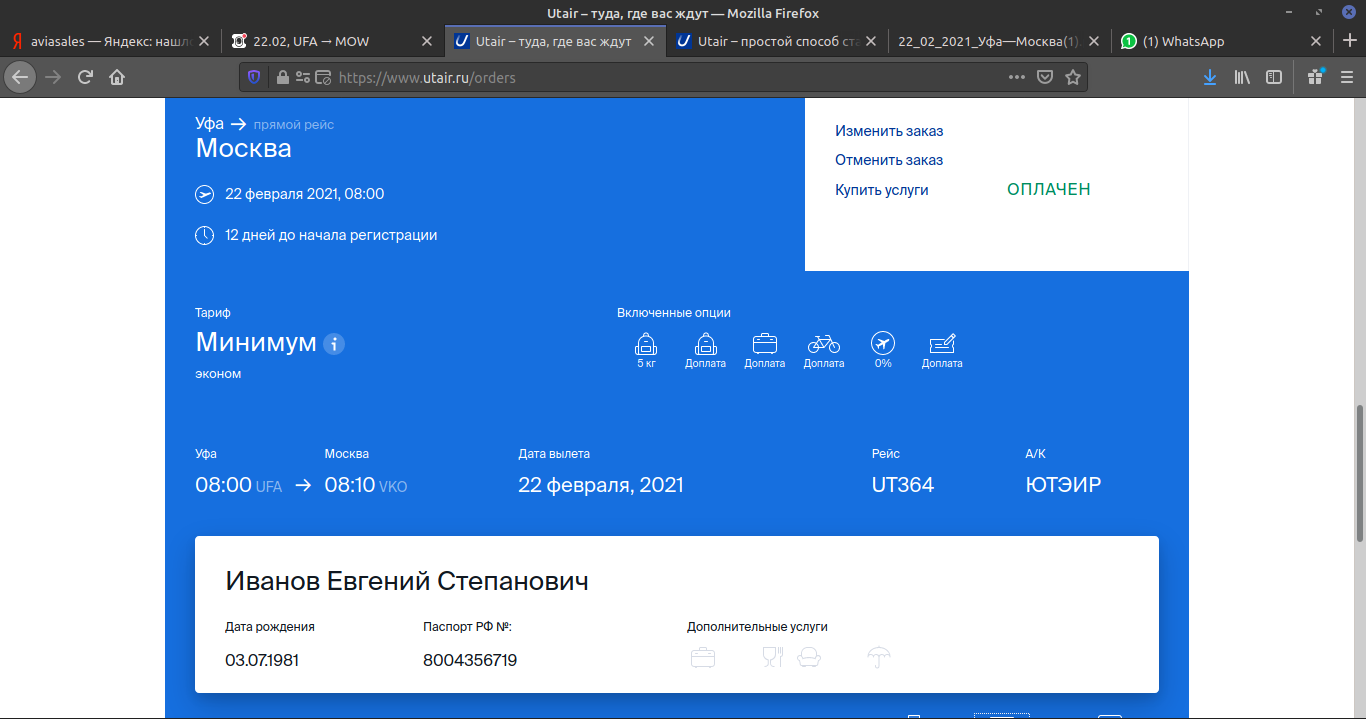 Utair – туда, где вас ждут — Mozilla Firefox
aviasales — Яндекс: нашло
22.02, UFA → MOW
Utair – туда, где вас ждут
Utair – простой способ ста
22_02_2021_Уфа—Москва(1).
(1) WhatsApp
https://www.utair.ru/orders
Уфа → прямой рейс
Москва
22 февраля 2021, 08:00
12 дней до начала регистрации
Изменить заказ
Отменить заказ
Купить услуги ОПЛАЧЕН
Тариф
Минимум i
эконом
Включенные опции
5 кг Доплата Доплата Доплата 0% Доплата
Уфа Москва Дата вылета Рейс А/К
08:00 UFA → 08:10 VKO 22 февраля, 2021 UT364 ЮТЭЙР
Иванов Евгений Степанович
Дата рождения Паспорт РФ №: Дополнительные услуги
03.07.1981 8004356719